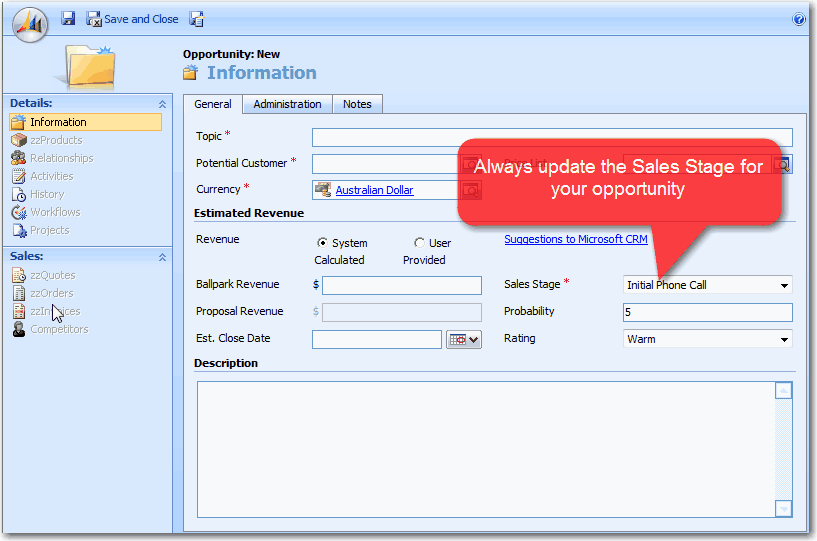 Save and Close
Opportunity: New
Information
Details:
Information
zzProducts
Relationships
Activities
History
Workflows
Projects
Sales:
zzQuotes
zzOrders
zzInvoices
Competitors
General Administration Notes
Topic *
Potential Customer *
Currency * Australian Dollar
Always update the Sales Stage for
your opportunity
Estimated Revenue
Revenue System Calculated User Provided Suggestions to Microsoft CRM
Ballpark Revenue $ Sales Stage * Initial Phone Call
Proposal Revenue $ Probability 5
Est. Close Date Rating Warm
Description